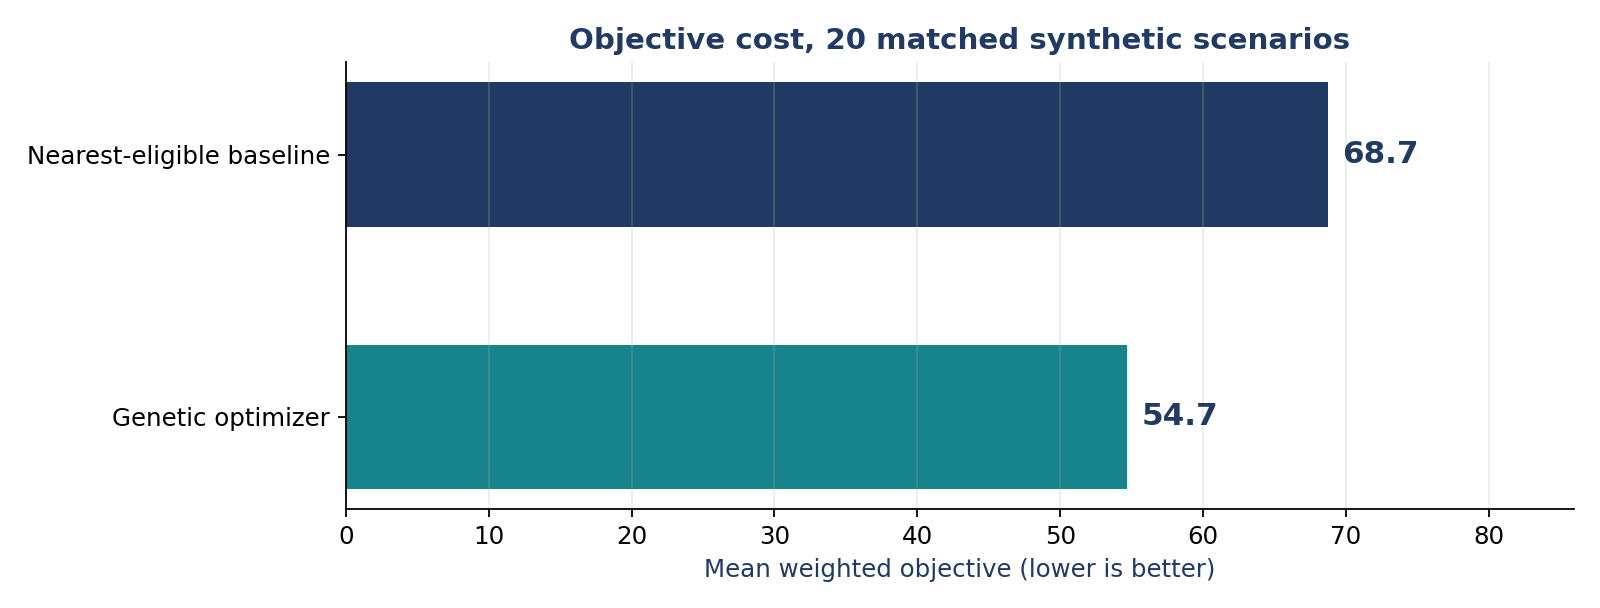 Objective cost, 20 matched synthetic scenarios
Nearest-eligible baseline
68.7
Genetic optimizer
54.7
0 10 20 30 40 50 60 70 80
Mean weighted objective (lower is better)